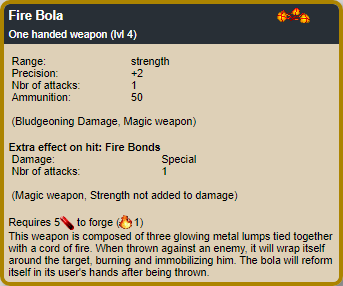 Fire Bola
One handed weapon (lvl 4)
Range: strength
Precision: +2
Nbr of attacks: 1
Ammunition: 50
(Bludgeoning Damage, Magic weapon)
Extra effect on hit: Fire Bonds
Damage: Special
Nbr of attacks: 1
(Magic weapon, Strength not added to damage)
Requires 5 to forge ( 1)
This weapon is composed of three glowing metal lumps tied together
with a cord of fire. When thrown against an enemy, it will wrap itself
around the target, burning and immobilizing him. The bola will reform
itself in its user's hands after being thrown.